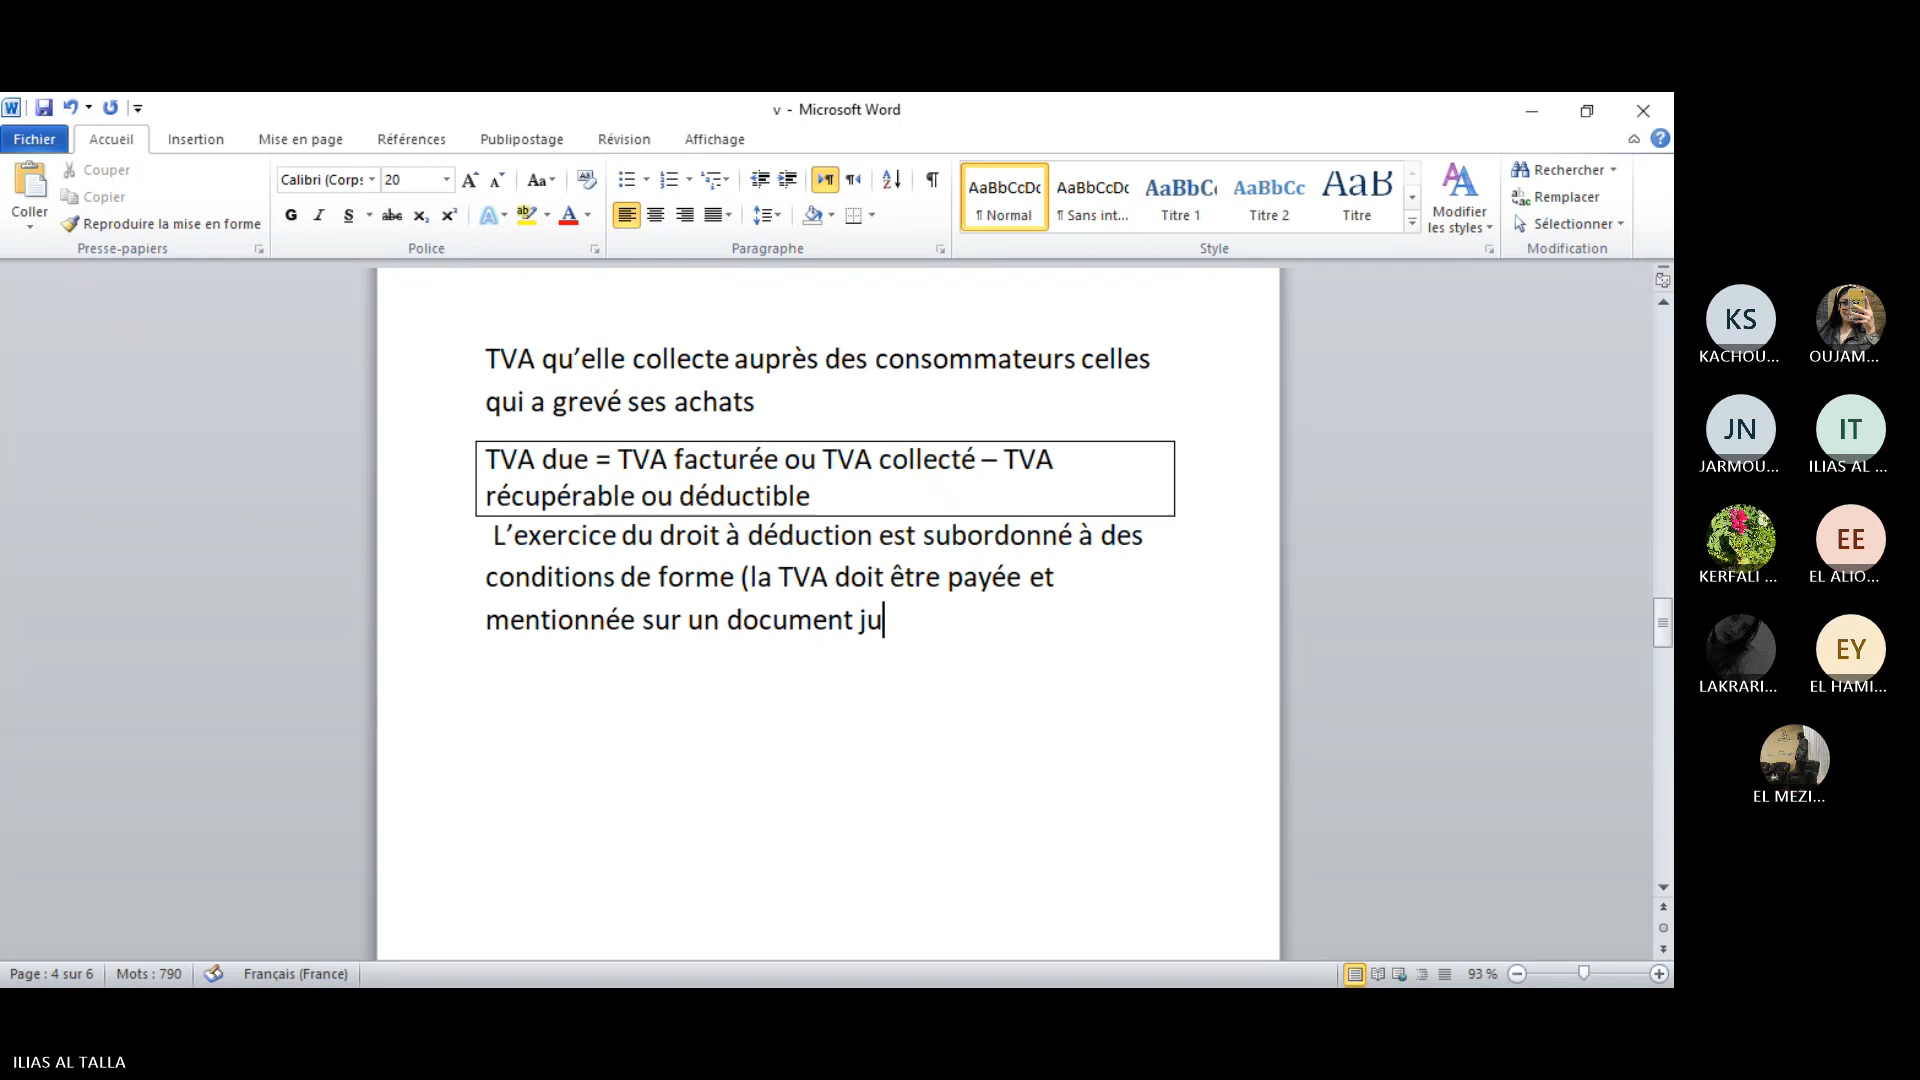 v - Microsoft Word
Fichier Accueil Insertion Mise en page Références Publipostage Révision Affichage
Coller
Couper
Copier
Reproduire la mise en forme
Presse-papiers
Calibri (Corps 20
G I S abc x₂ x²
Police
Paragraphe
AaBbCcDc AaBbCcDc AaBbC AaBbCc AaB
¶ Normal ¶ Sans int... Titre 1 Titre 2 Titre
Style
Modifier
les styles
Rechercher
Remplacer
Sélectionner
Modification
TVA qu’elle collecte auprès des consommateurs celles
qui a grevé ses achats
TVA due = TVA facturée ou TVA collecté – TVA
récupérable ou déductible
L’exercice du droit à déduction est subordonné à des
conditions de forme (la TVA doit être payée et
mentionnée sur un document ju
Page : 4 sur 6 Mots : 790 Français (France) 93 %
KS
KACHOU...
OUJAM...
JN
JARMOU...
IT
ILIAS AL ...
KERFALI ...
EE
EL ALIO...
LAKRARI...
EY
EL HAMI...
EL MEZI...
ILIAS AL TALLA